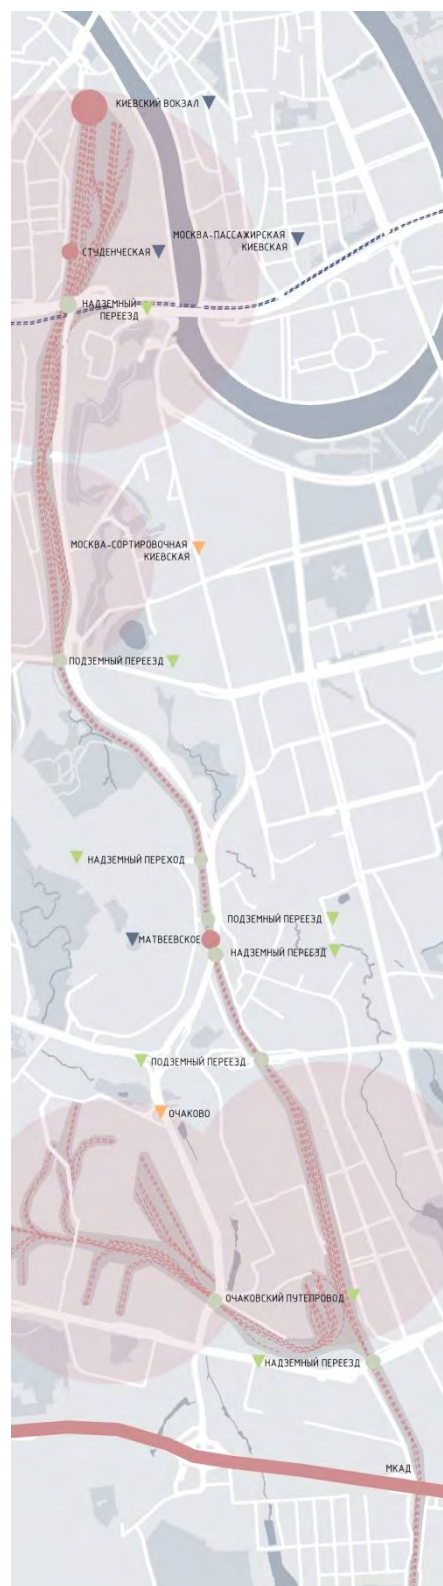 КИЕВСКИЙ ВОКЗАЛ
МОСКВА-ПАССАЖИРСКАЯ
КИЕВСКАЯ
СТУДЕНЧЕСКАЯ
НАДЗЕМНЫЙ
ПЕРЕЕЗД
МОСКВА-СОРТИРОВОЧНАЯ
КИЕВСКАЯ
ПОДЗЕМНЫЙ ПЕРЕЕЗД
НАДЗЕМНЫЙ ПЕРЕХОД
ПОДЗЕМНЫЙ ПЕРЕЕЗД
МАТВЕЕВСКОЕ
НАДЗЕМНЫЙ ПЕРЕЕЗД
ПОДЗЕМНЫЙ ПЕРЕЕЗД
ОЧАКОВО
ОЧАКОВСКИЙ ПУТЕПРОВОД
НАДЗЕМНЫЙ ПЕРЕЕЗД
МКАД